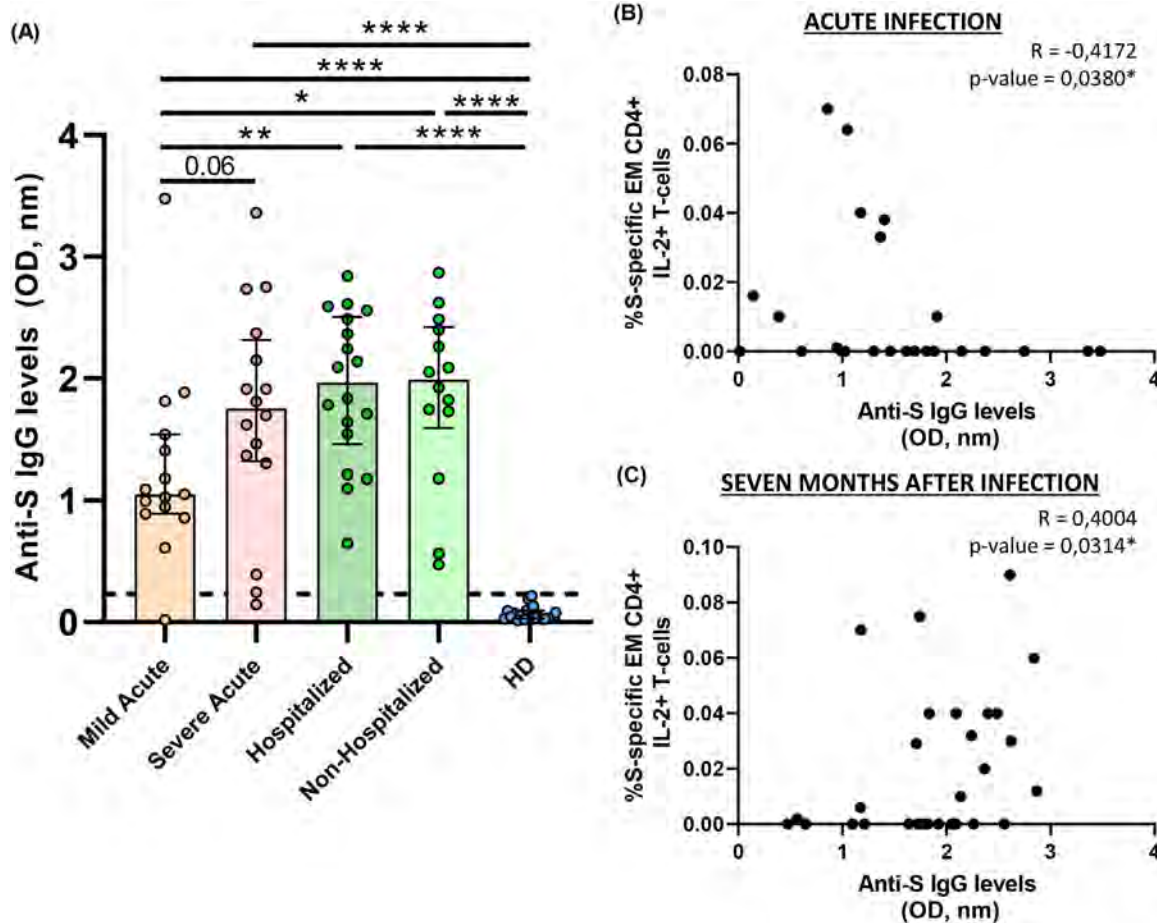 (A)
****
****
*
****
**
****
0.06
Anti-S IgG levels (OD, nm)
4
3
2
1
0
Mild Acute
Severe Acute
Hospitalized
Non-Hospitalized
HD
(B)
ACUTE INFECTION
R = -0,4172
p-value = 0,0380*
%S-specific EM CD4+
IL-2+ T-cells
0.08
0.06
0.04
0.02
0.00
0
1
2
3
4
Anti-S IgG levels
(OD, nm)
(C)
SEVEN MONTHS AFTER INFECTION
R = 0,4004
p-value = 0,0314*
%S-specific EM CD4+
IL-2+ T-cells
0.10
0.08
0.06
0.04
0.02
0.00
0
1
2
3
4
Anti-S IgG levels
(OD, nm)